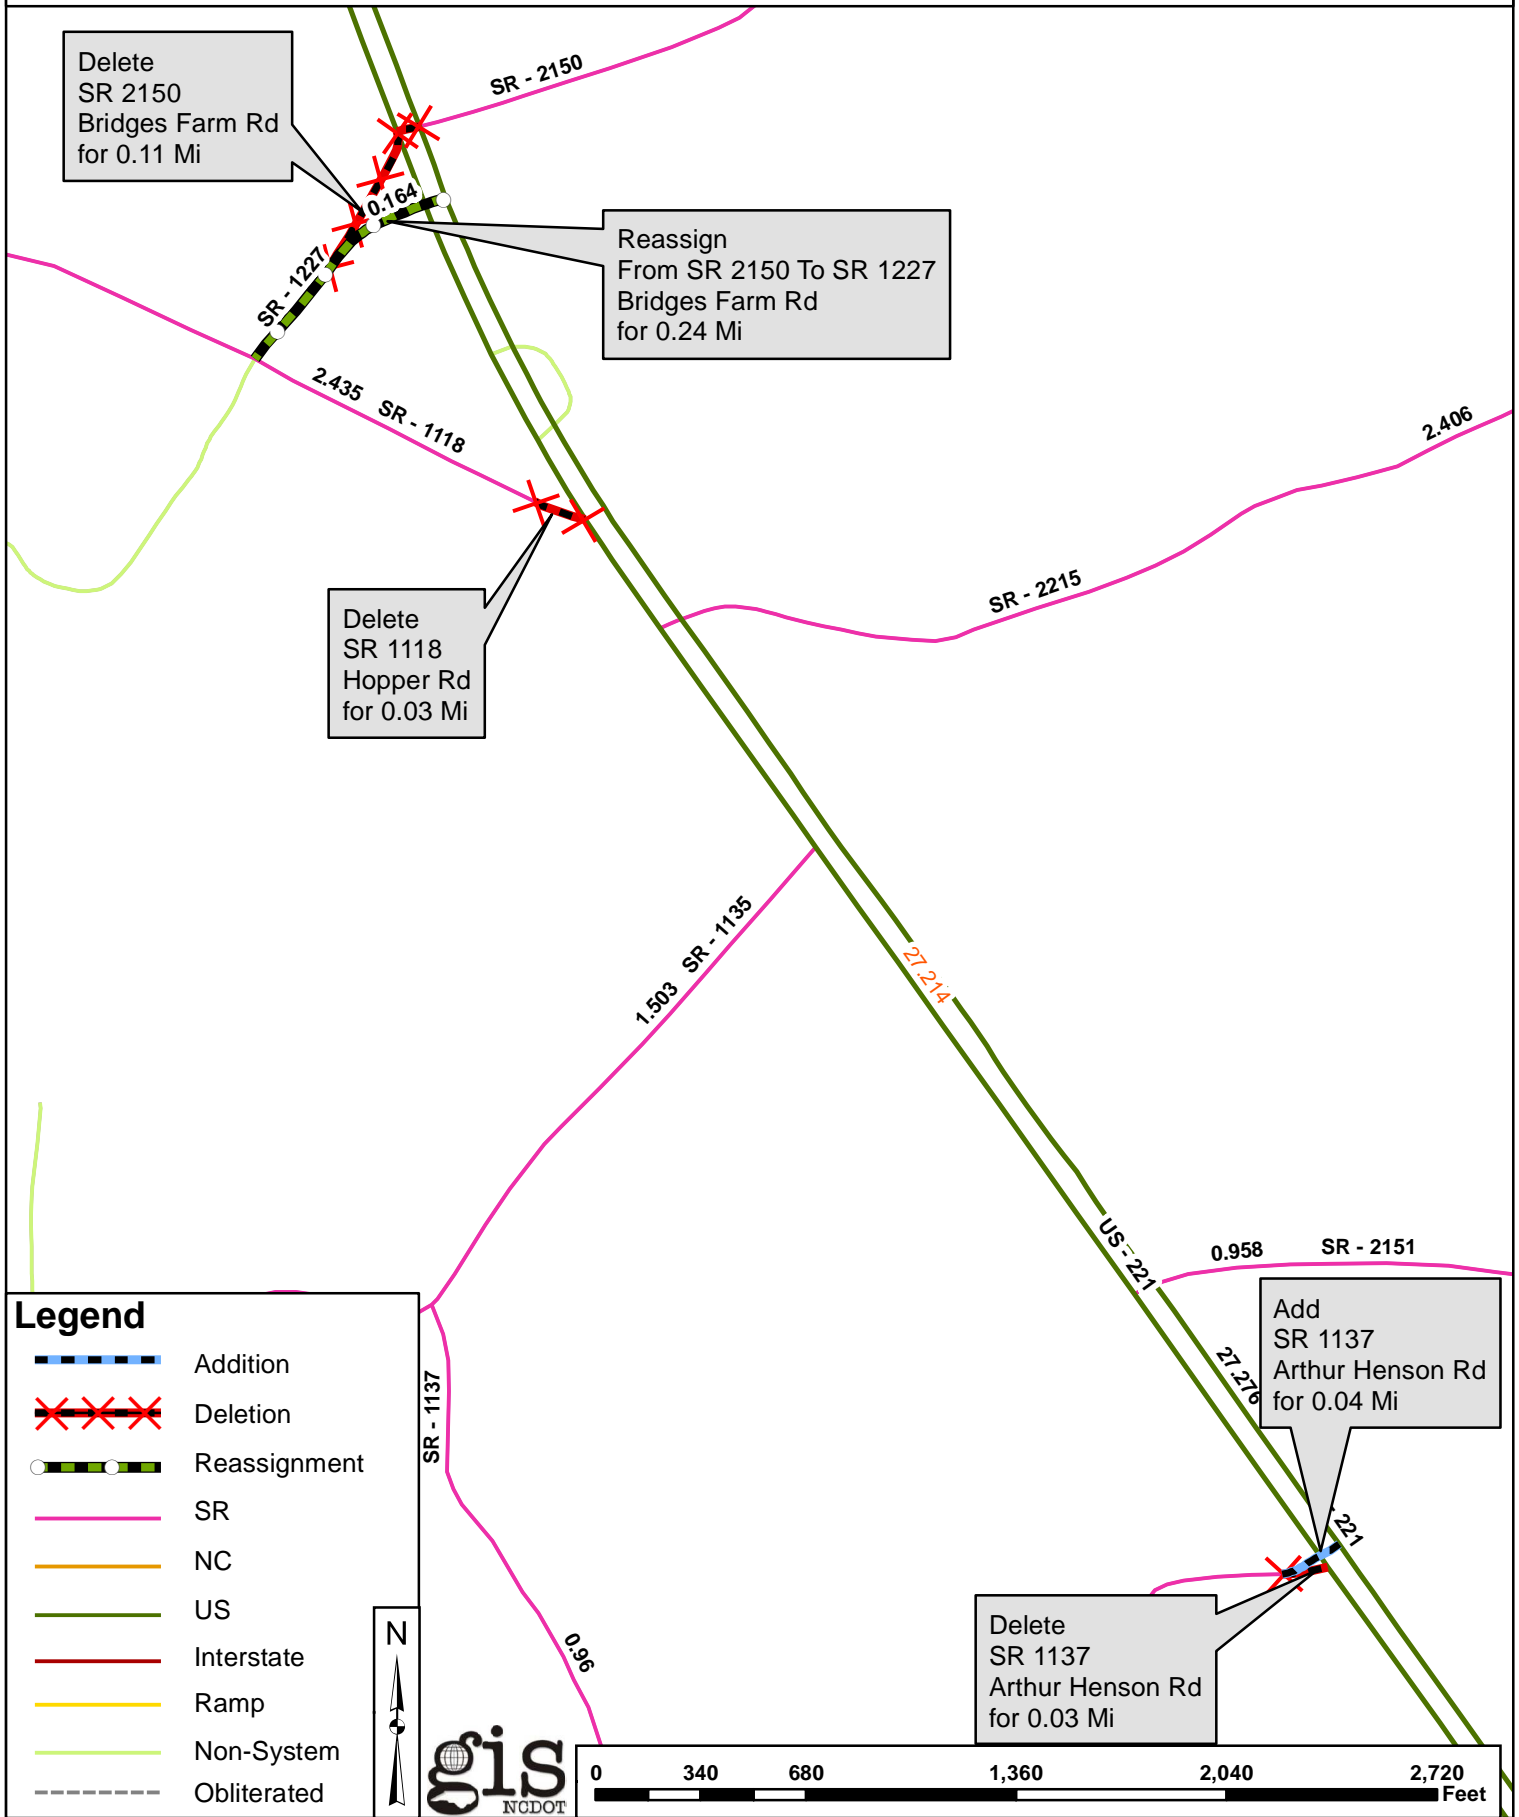 SR - 2150
Delete
SR 2150
Bridges Farm Rd
for 0.11 Mi
0.164
Reassign
From SR 2150 To SR 1227
Bridges Farm Rd
for 0.24 Mi
SR - 1227
2.435 SR - 1118
2.406
SR - 2215
Delete
SR 1118
Hopper Rd
for 0.03 Mi
1.503 SR - 1135
27.214
US - 221
0.958 SR - 2151
Add
SR 1137
Arthur Henson Rd
for 0.04 Mi
27.276
221
SR - 1137
0.96
Delete
SR 1137
Arthur Henson Rd
for 0.03 Mi
Legend
Addition
Deletion
Reassignment
SR
NC
US
Interstate
Ramp
Non-System
Obliterated
N
gis
NCDOT
0 340 680 1,360 2,040 2,720
Feet